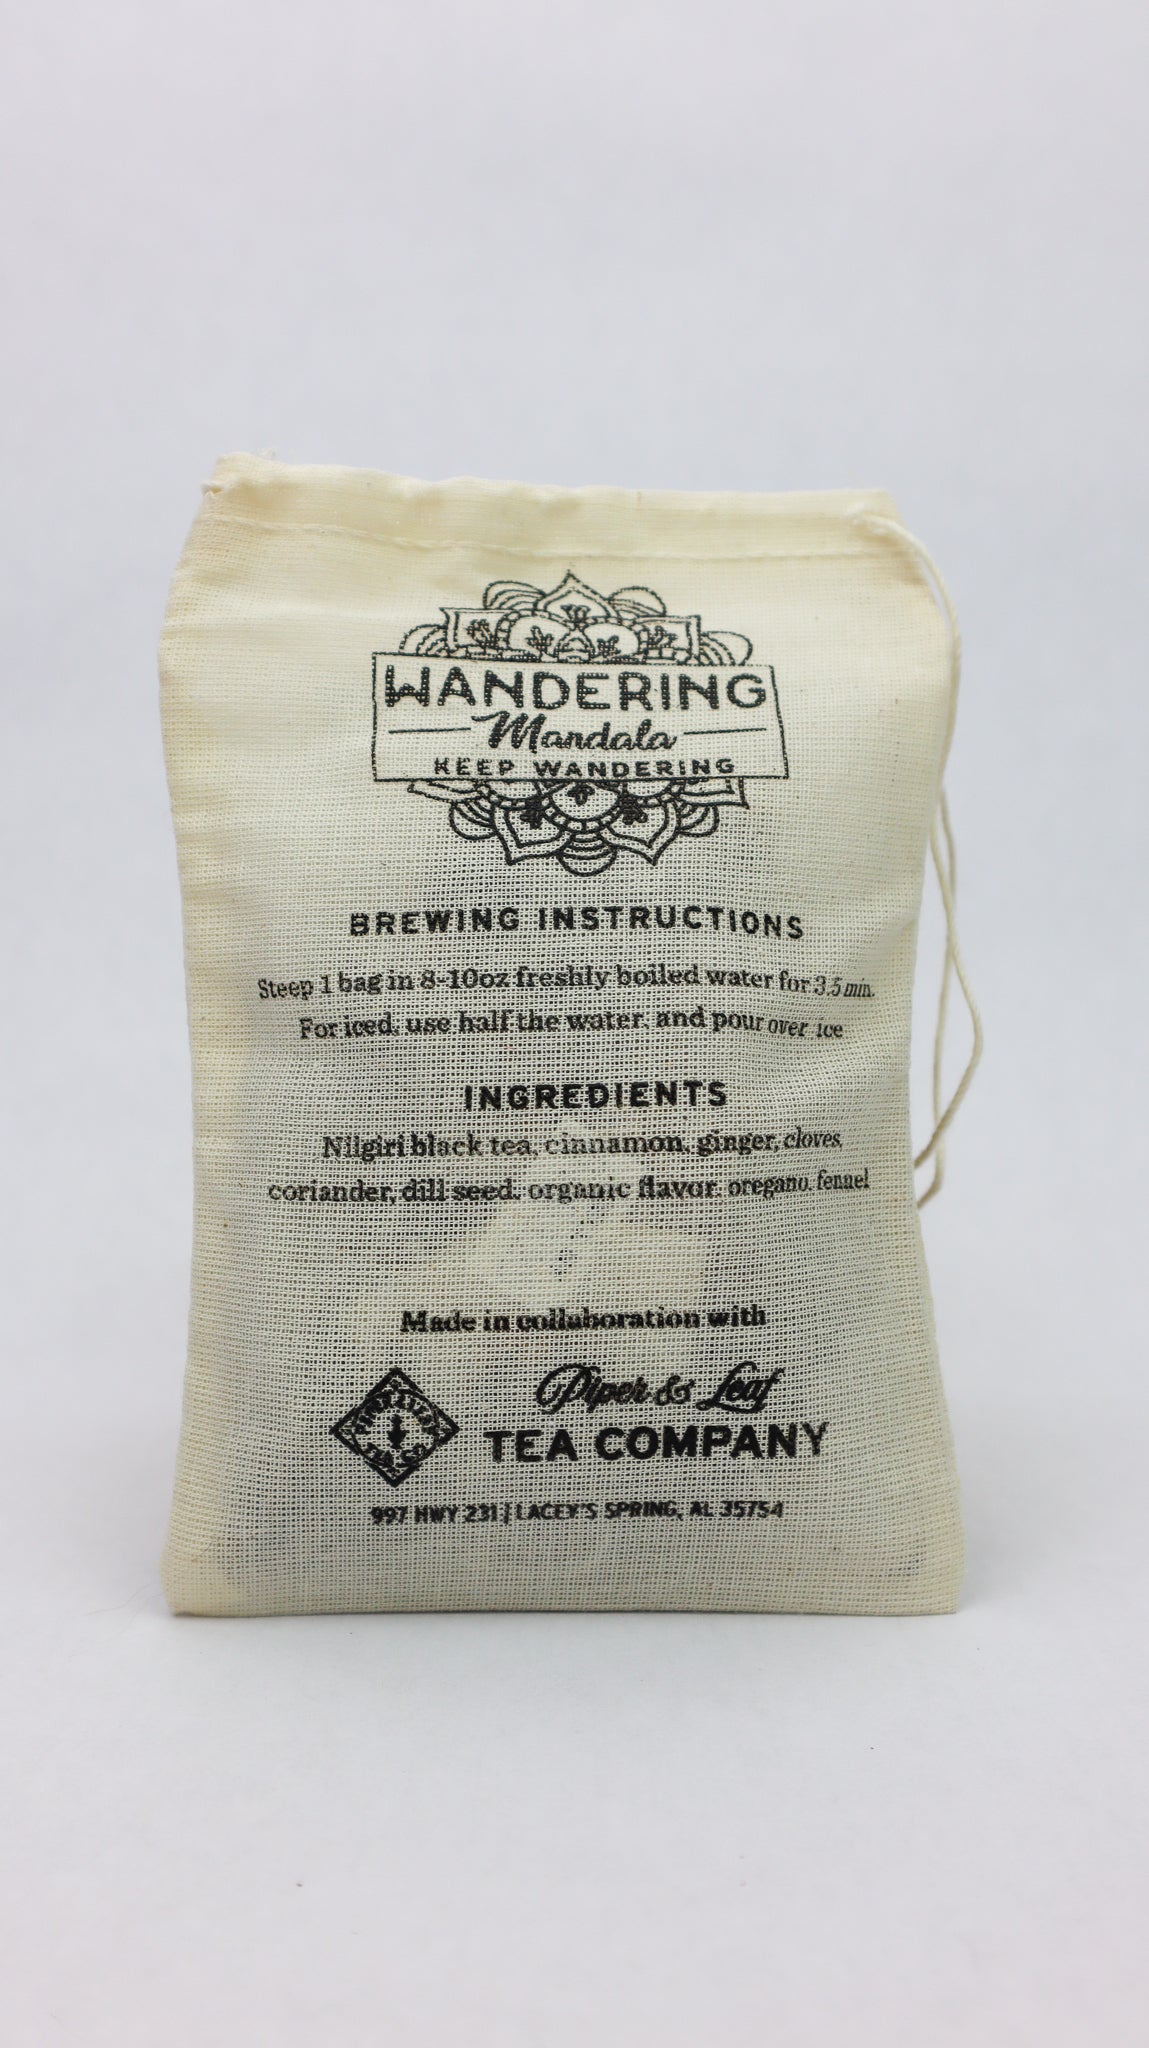 WANDERING
Mandala
KEEP WANDERING
BREWING INSTRUCTIONS
Steep 1 bag in 8-10oz freshly boiled water for 3.5 min.
For iced, use half the water, and pour over ice
INGREDIENTS
Nilgiri black tea, cinnamon, ginger, cloves,
coriander, dill seed, organic flavor, oregano, fennel
Made in collaboration with
Piper & Leaf
TEA COMPANY
997 HWY 231 | LACEY'S SPRING, AL 35754